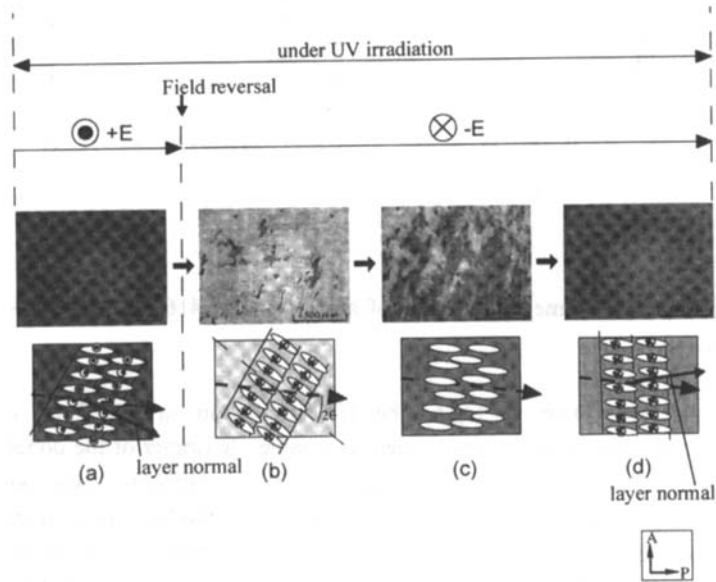 under UV irradiation
Field reversal
+E
-E
2θ
(a)
layer normal
(b)
(c)
(d)
layer normal
A
P